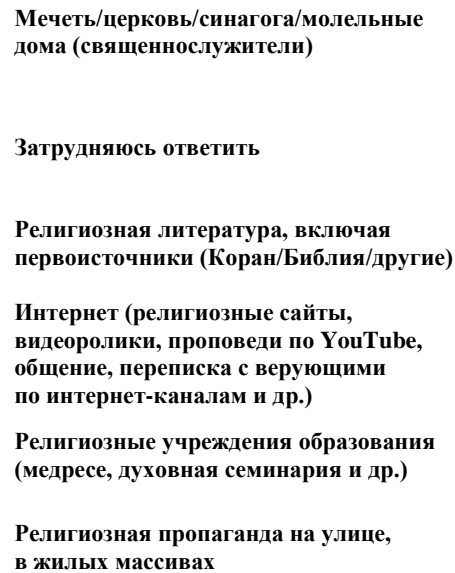 Мечеть/церковь/синагога/молельные
дома (священнослужители)
Затрудняюсь ответить
Религиозная литература, включая
первоисточники (Коран/Библия/другие)
Интернет (религиозные сайты,
видеоролики, проповеди по YouTube,
общение, переписка с верующими
по интернет-каналам и др.)
Религиозные учреждения образования
(медресе, духовная семинария и др.)
Религиозная пропаганда на улице,
в жилых массивах